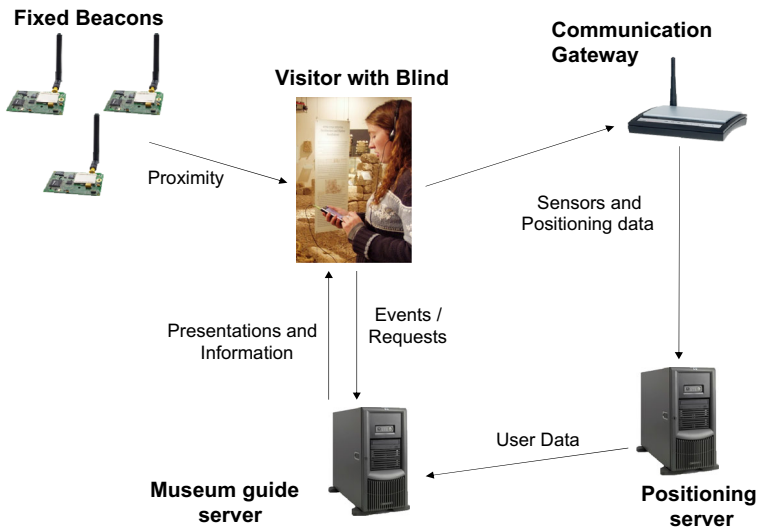 Fixed Beacons
Communication
Gateway
Visitor with Blind
Proximity
Sensors and
Positioning data
Presentations and
Information
Events /
Requests
User Data
Museum guide
server
Positioning
server